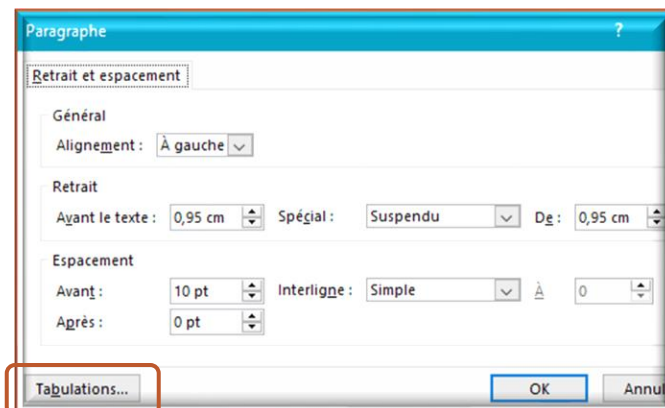 Paragraphe ?
Retrait et espacement
Général
Alignement : À gauche
Retrait
Avant le texte : 0,95 cm Spécial : Suspendu De : 0,95 cm
Espacement
Avant : 10 pt Interligne : Simple À 0
Après : 0 pt
Tabulations... OK Annul